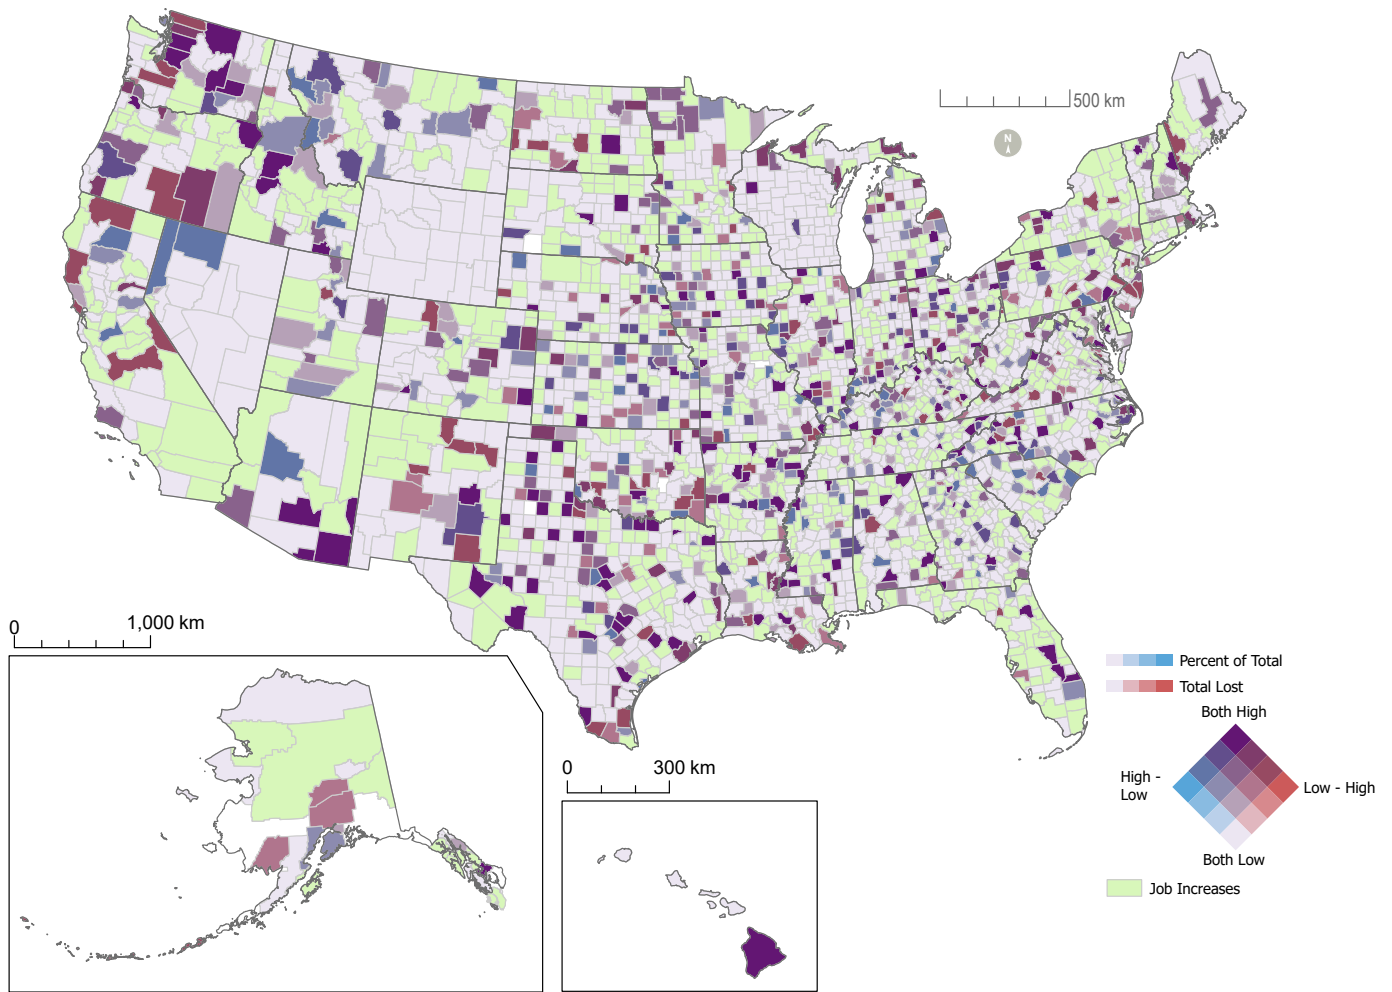 500 km
N
0
1,000 km
Percent of Total
Total Lost
Both High
High -
Low
Low - High
Both Low
Job Increases
0
300 km